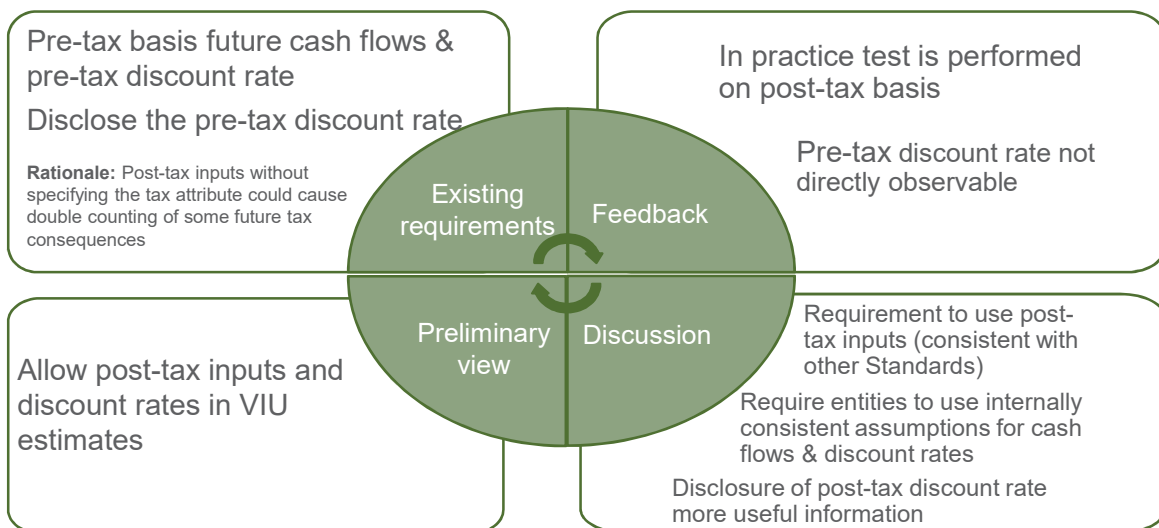 Pre-tax basis future cash flows &
pre-tax discount rate
Disclose the pre-tax discount rate
Rationale: Post-tax inputs without
specifying the tax attribute could cause
double counting of some future tax
consequences
In practice test is performed
on post-tax basis
Pre-tax discount rate not
directly observable
Existing
requirements
Feedback
Preliminary
view
Discussion
Allow post-tax inputs and
discount rates in VIU
estimates
Requirement to use post-
tax inputs (consistent with
other Standards)
Require entities to use internally
consistent assumptions for cash
flows & discount rates
Disclosure of post-tax discount rate
more useful information